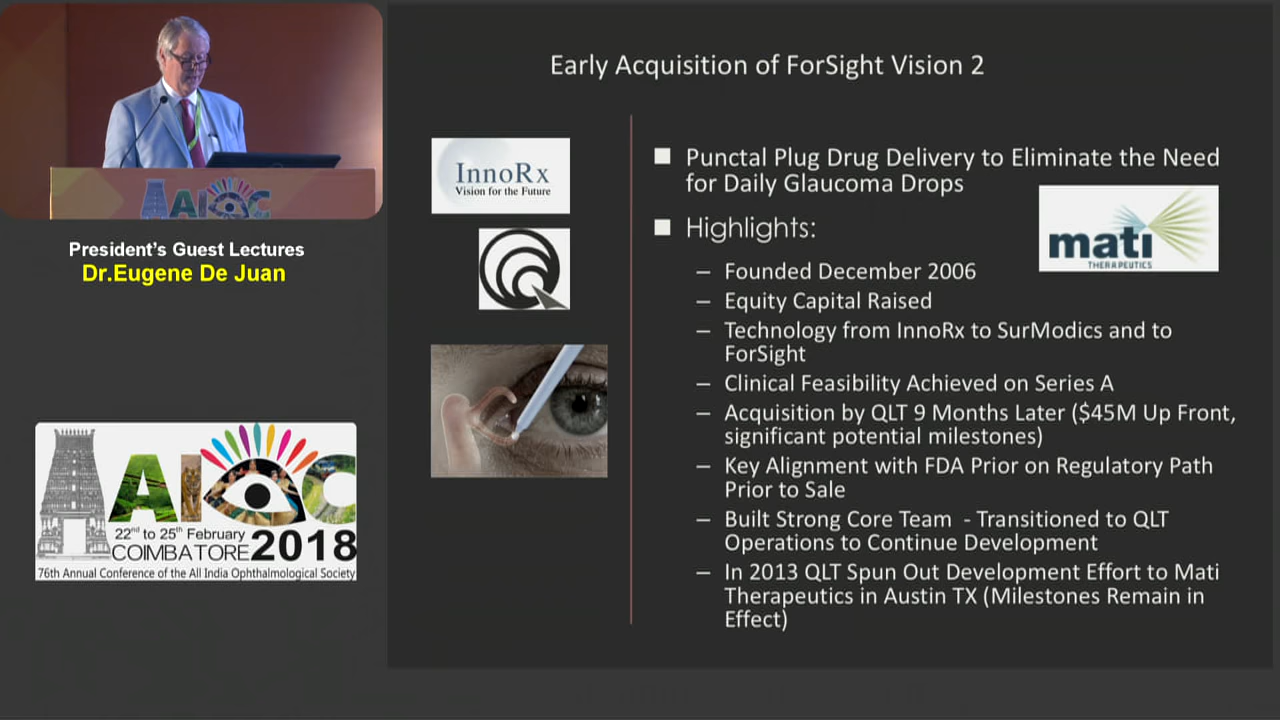 Early Acquisition of ForSight Vision 2
InnoRx
Vision for the Future
Punctal Plug Drug Delivery to Eliminate the Need
for Daily Glaucoma Drops
Highlights:
mati
THERAPEUTICS
– Founded December 2006
– Equity Capital Raised
– Technology from InnoRx to SurModics and to
ForSight
– Clinical Feasibility Achieved on Series A
– Acquisition by QLT 9 Months Later ($45M Up Front,
significant potential milestones)
– Key Alignment with FDA Prior on Regulatory Path
Prior to Sale
– Built Strong Core Team - Transitioned to QLT
Operations to Continue Development
– In 2013 QLT Spun Out Development Effort to Mati
Therapeutics in Austin TX (Milestones Remain in
Effect)
AIOC
President's Guest Lectures
Dr.Eugene De Juan
AIOC
22nd to 25th February
COIMBATORE 2018
76th Annual Conference of the All India Ophthalmological Society